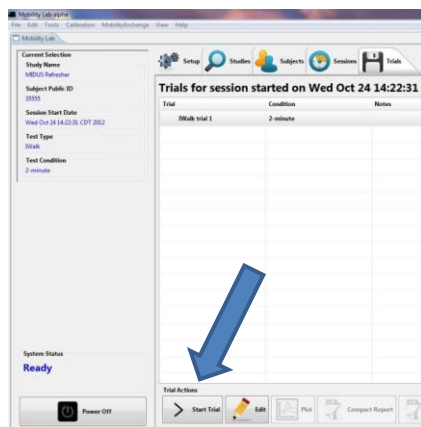 Mobility Lab alpha
File Edit Tools Calibration MobilityExchange View Help
Mobility Lab
Current Selection
Study Name
MIDUS Refresher
Subject Public ID
35555
Session Start Date
Wed Oct 24 14:22:31 CDT 2012
Test Type
IWalk
Test Condition
2-minute
System Status
Ready
Power Off
Setup Studies Subjects Sessions Trials
Trials for session started on Wed Oct 24 14:22:31
Trial Condition Notes
IWalk trial 1 2-minute
Trial Actions
Start Trial Edit Plot Compact Report